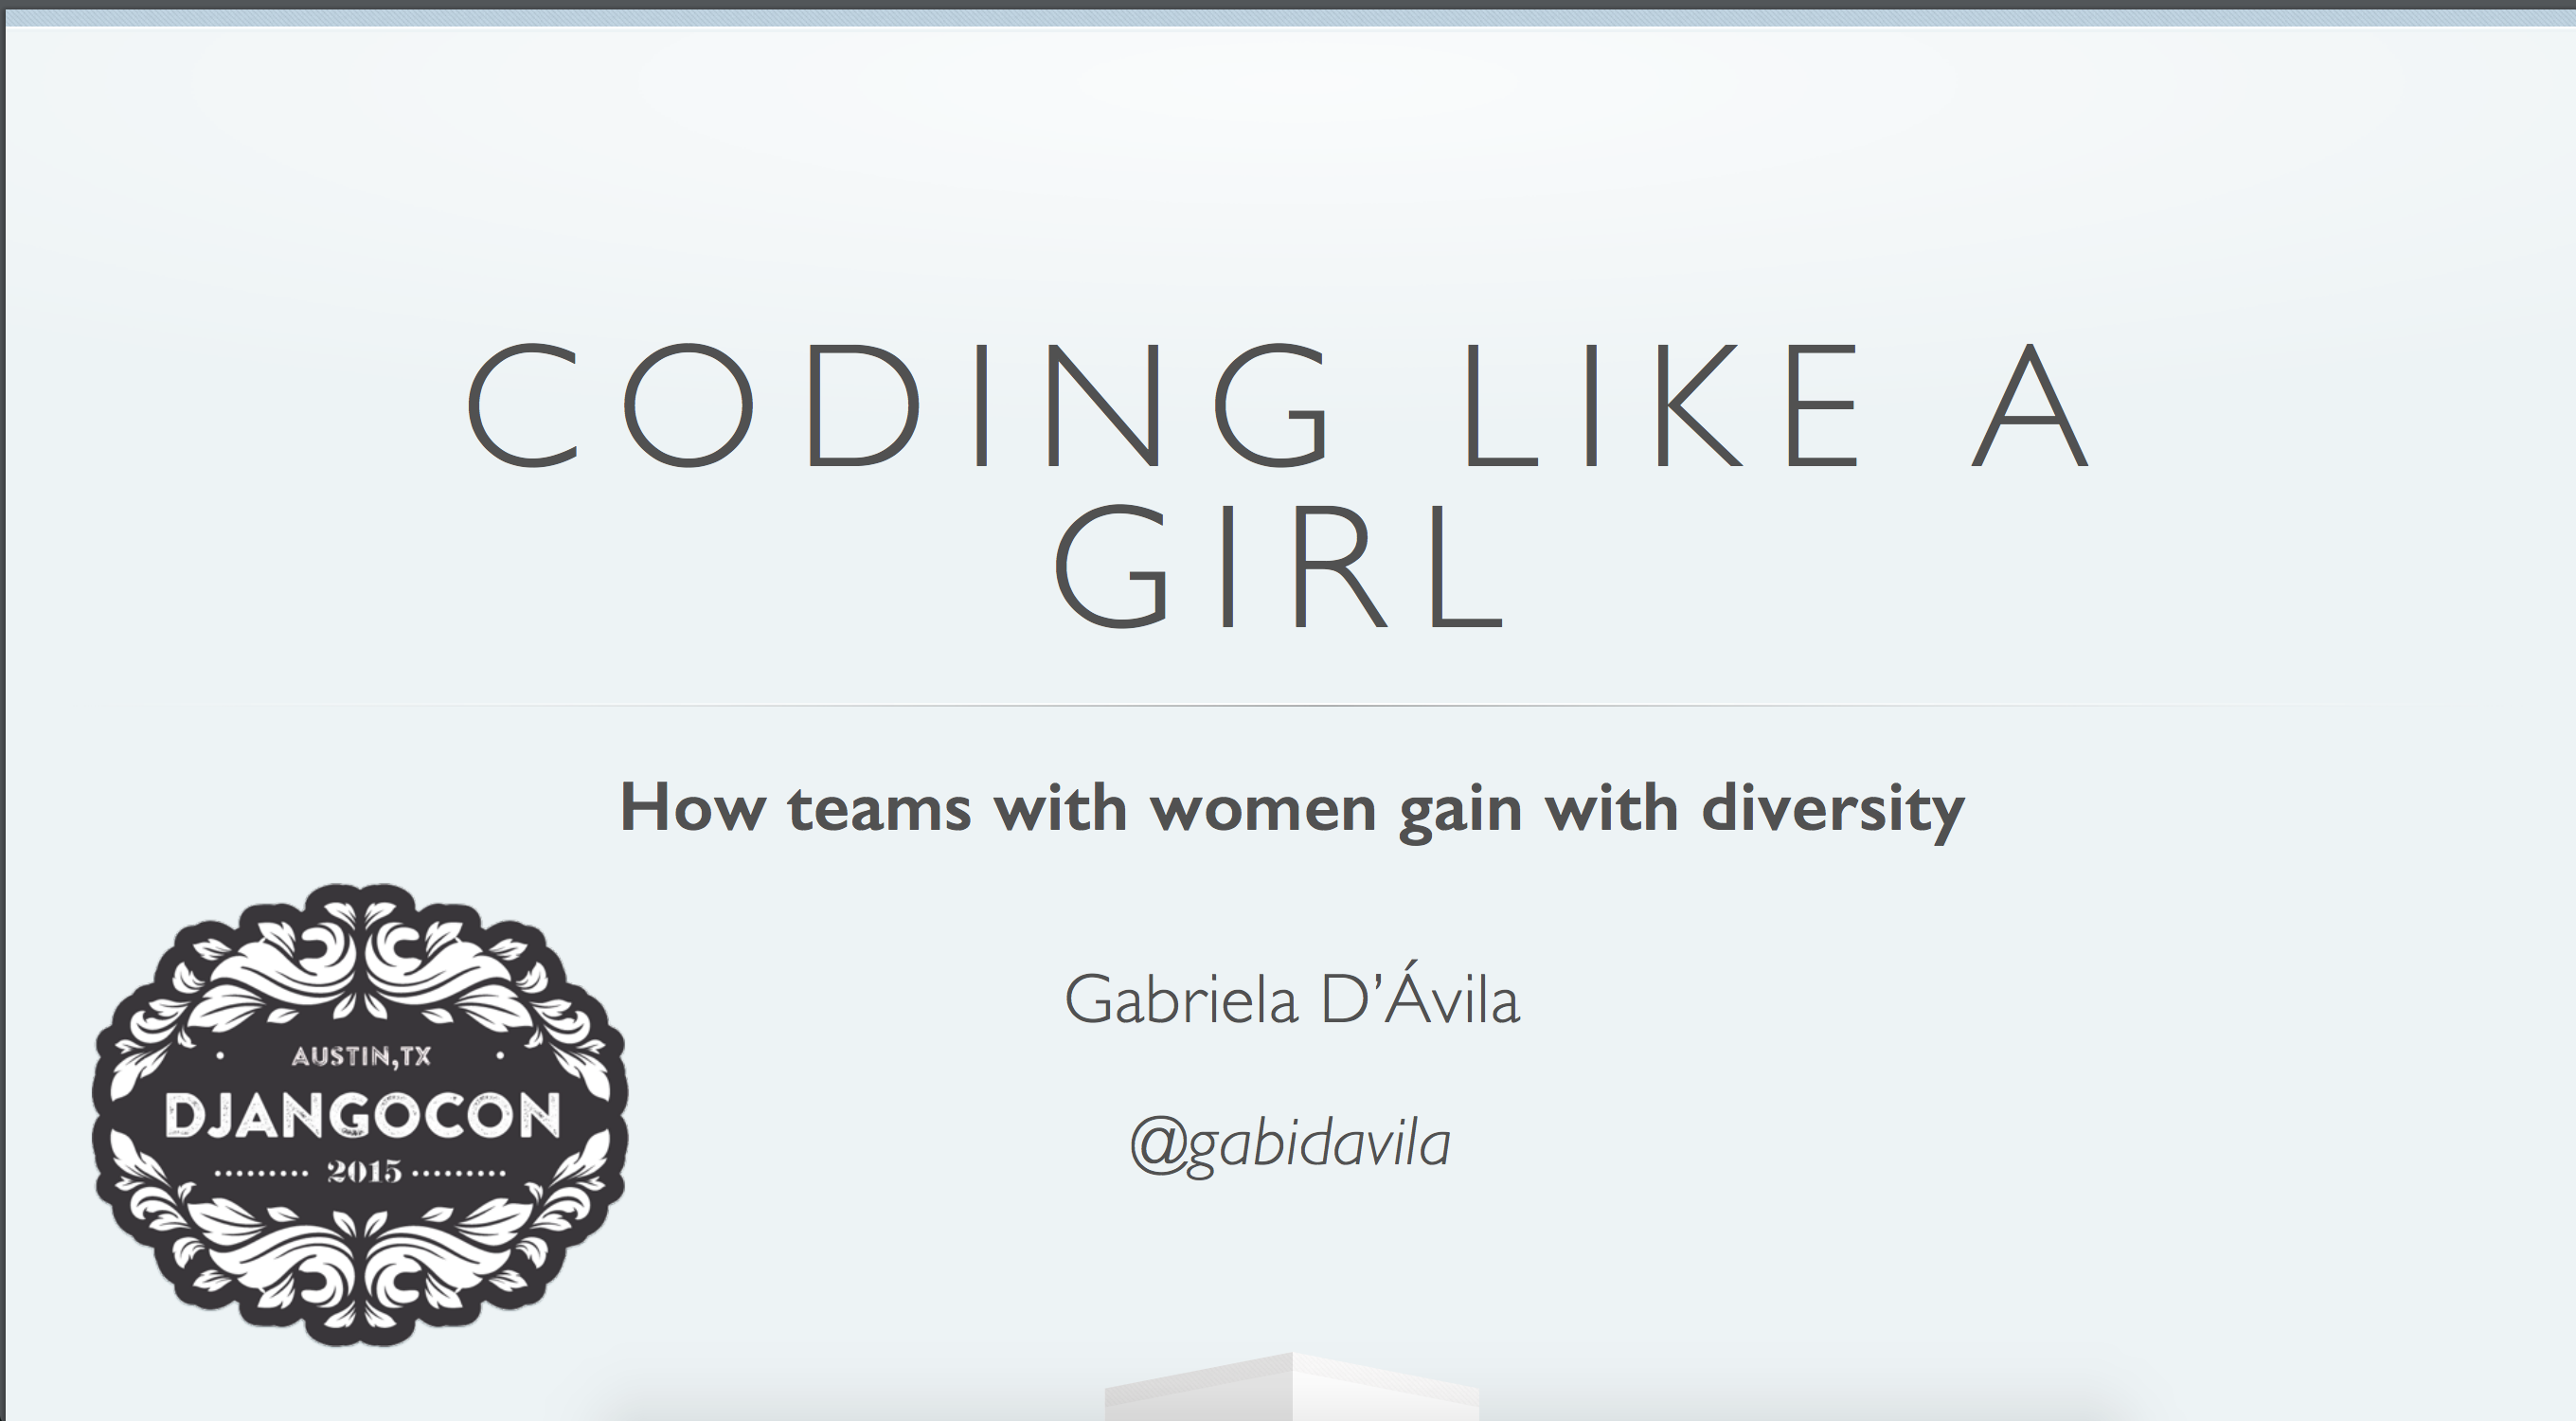 CODING LIKE A
GIRL
How teams with women gain with diversity
Gabriela D’Ávila
@gabidavila
AUSTIN,TX
DJANGOCON
2015